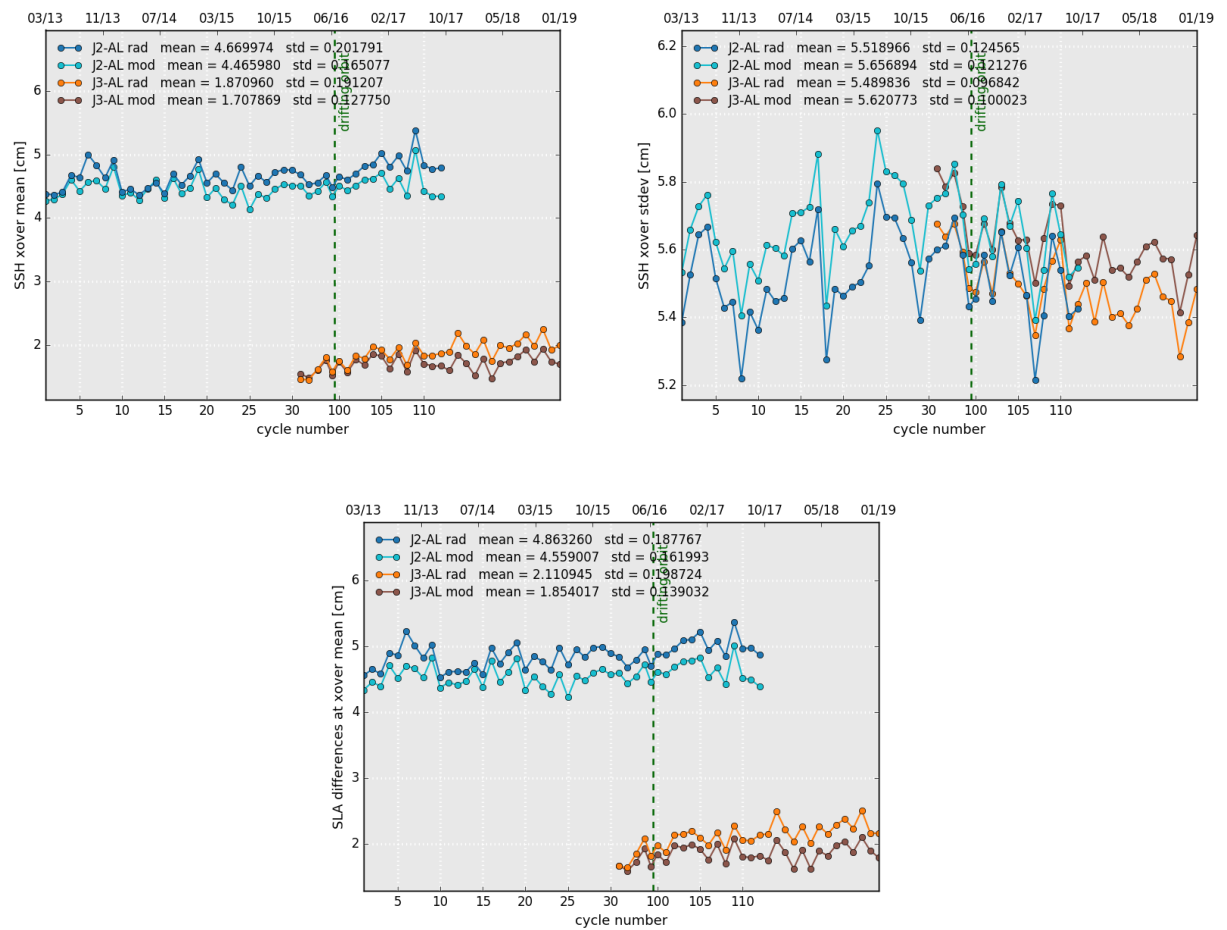 03/13 11/13 07/14 03/15 10/15 06/16 02/17 10/17 05/18 01/19
J2-AL rad mean = 4.669974 std = 0.201791
J2-AL mod mean = 4.465980 std = 0.165077
J3-AL rad mean = 1.870960 std = 0.191207
J3-AL mod mean = 1.707869 std = 0.127750
drifting orbit
SSH xover mean [cm]
6
5
4
3
2
5 10 15 20 25 30 100 105 110
cycle number
03/13 11/13 07/14 03/15 10/15 06/16 02/17 10/17 05/18 01/19
J2-AL rad mean = 5.518966 std = 0.124565
J2-AL mod mean = 5.656894 std = 0.121276
J3-AL rad mean = 5.489836 std = 0.096842
J3-AL mod mean = 5.620773 std = 0.100023
drifting orbit
SSH xover stdev [cm]
6.2
6.0
5.8
5.6
5.4
5.2
5 10 15 20 25 30 100 105 110
cycle number
03/13 11/13 07/14 03/15 10/15 06/16 02/17 10/17 05/18 01/19
J2-AL rad mean = 4.863260 std = 0.187767
J2-AL mod mean = 4.559007 std = 0.161993
J3-AL rad mean = 2.110945 std = 0.198724
J3-AL mod mean = 1.854017 std = 0.139032
drifting orbit
SLA differences at xover mean [cm]
6
5
4
3
2
5 10 15 20 25 30 100 105 110
cycle number